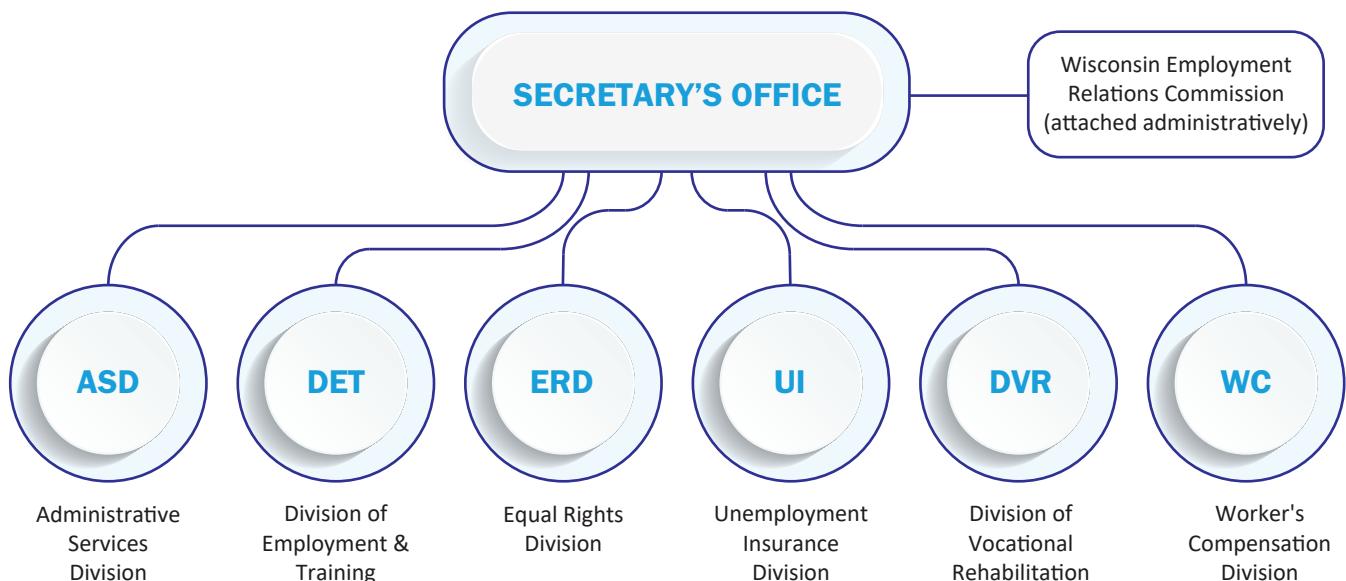 SECRETARY'S OFFICE
Wisconsin Employment
Relations Commission
(attached administratively)
ASD
DET
ERD
UI
DVR
WC
Administrative
Services
Division
Division of
Employment &
Training
Equal Rights
Division
Unemployment
Insurance
Division
Division of
Vocational
Rehabilitation
Worker's
Compensation
Division